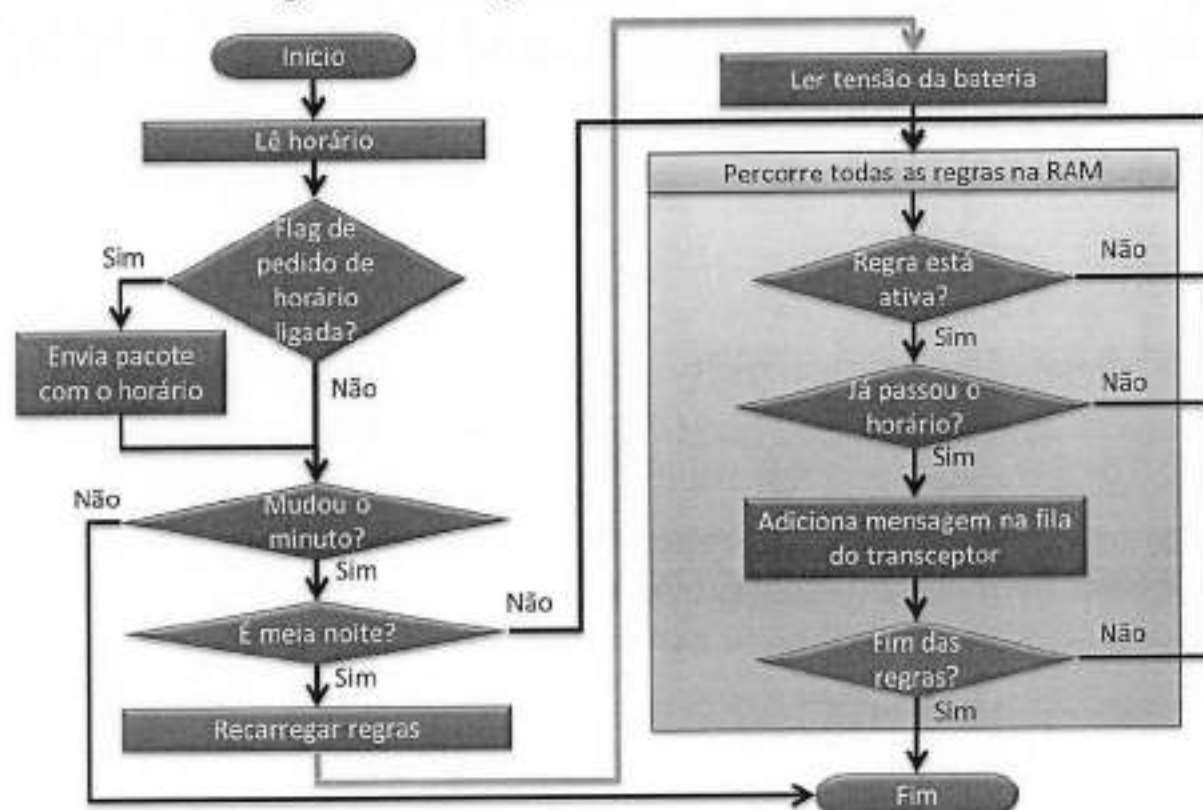 Início
Lê horário
Flag de
pedido de
horário
ligada?
Sim
Envia pacote
com o horário
Não
Mudou o
minuto?
Não
Sim
É meia noite?
Não
Sim
Recarregar regras
Ler tensão da bateria
Percorre todas as regras na RAM
Regra está
ativa?
Não
Sim
Já passou o
horário?
Não
Sim
Adiciona mensagem na fila
do transceptor
Fim das
regras?
Não
Sim
Fim